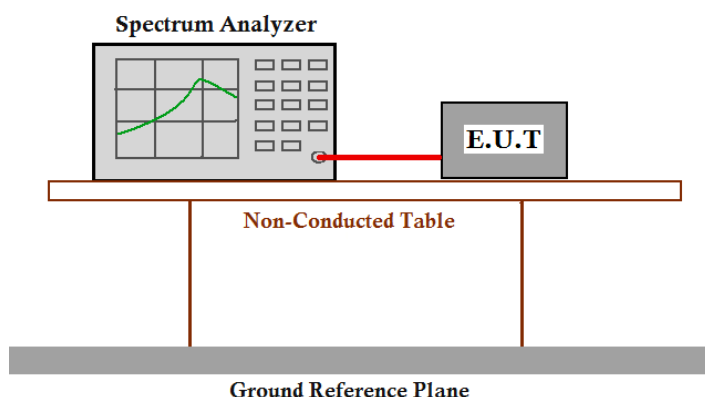 Spectrum Analyzer
E.U.T
Non-Conducted Table
Ground Reference Plane